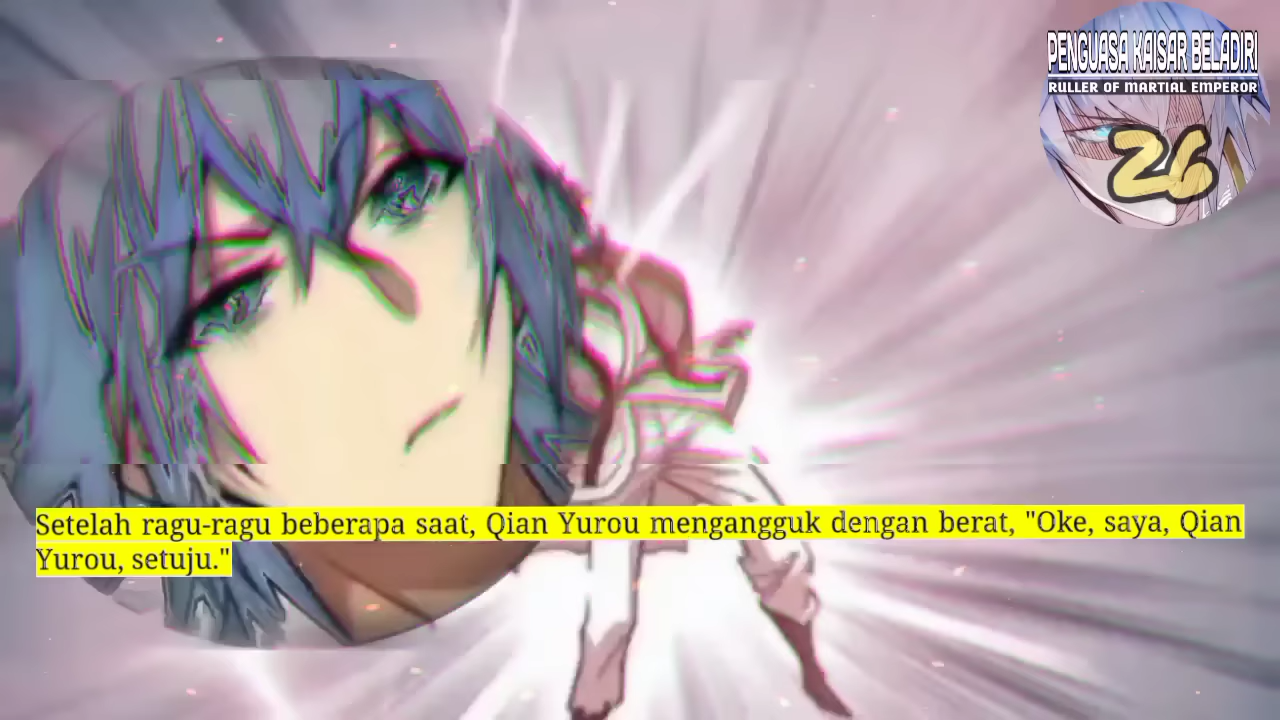 PENGUASA KAISAR BELADIRI
RULLER OF MARTIAL EMPEROR
26
Setelah ragu-ragu beberapa saat, Qian Yurou mengangguk dengan berat, "Oke, saya, Qian
Yurou, setuju."